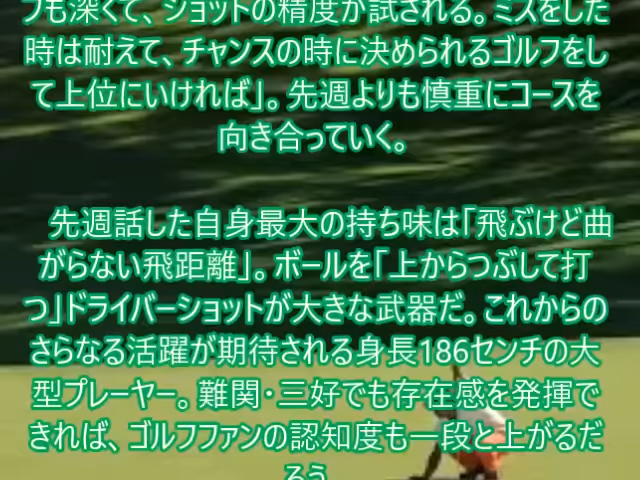 フも深くて、ショットの精度が試される。ミスをした
時は耐えて、チャンスの時に決められるゴルフをし
て上位にいければ」。先週よりも慎重にコースを
向き合っていく。
先週話した自身最大の持ち味は「飛ぶけど曲
がらない飛距離」。ボールを「上からつぶして打
つ」ドライバーショットが大きな武器だ。これからの
さらなる活躍が期待される身長186センチの大
型プレーヤー。難関・三好でも存在感を発揮で
きれば、ゴルフファンの認知度も一段と上がるだ
ろう